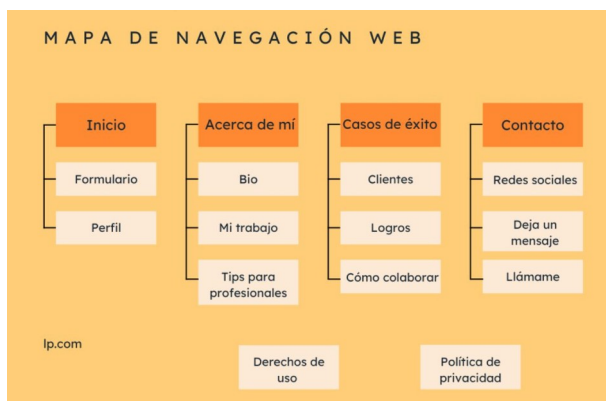 MAPA DE NAVEGACIÓN WEB
Inicio
Formulario
Perfil
Acerca de mí
Bio
Mi trabajo
Tips para
profesionales
Casos de éxito
Clientes
Logros
Cómo colaborar
Contacto
Redes sociales
Deja un
mensaje
Llámame
lp.com
Derechos de
uso
Política de
privacidad